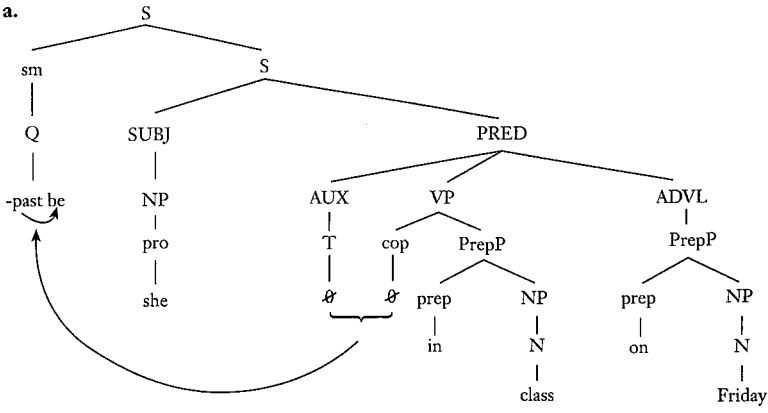 a.
S
sm S
Q SUBJ PRED
-past be NP AUX VP ADVL
pro T cop PrepP PrepP
she Ø Ø prep NP prep NP
in N on N
class Friday